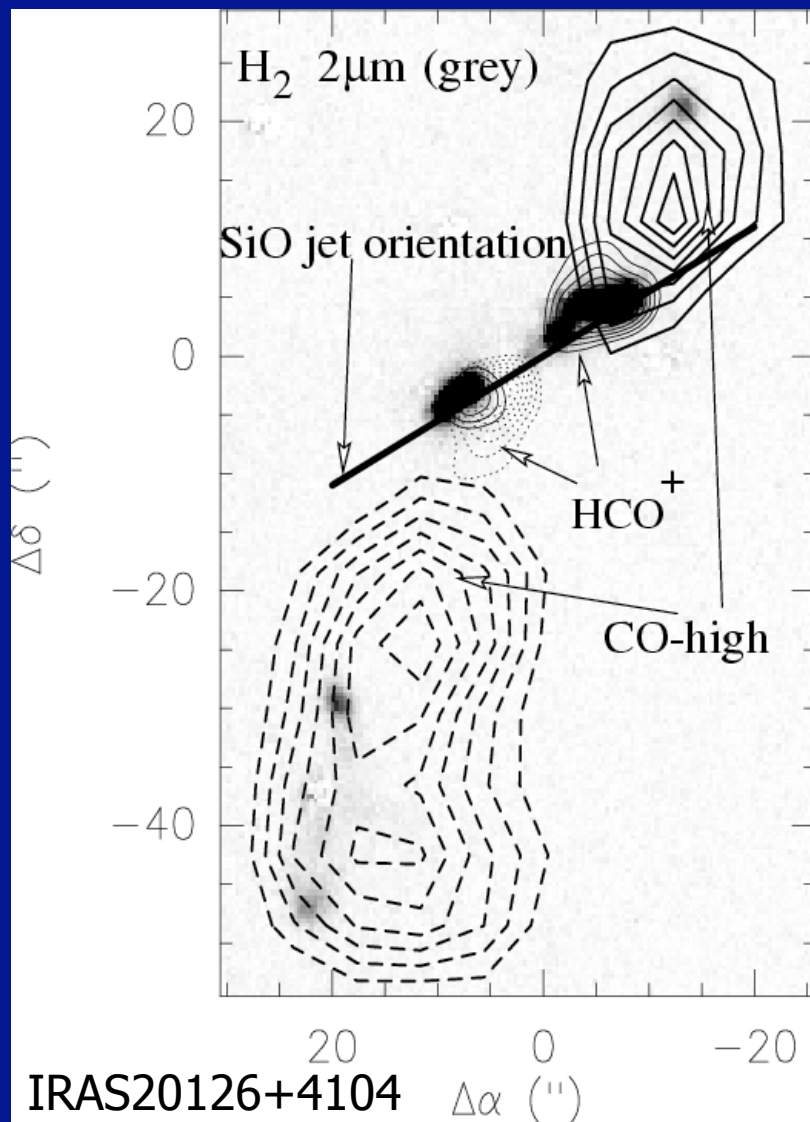 H₂ 2μm (grey)
20
SiO jet orientation
0
HCO⁺
Δδ ('')
−20
CO-high
−40
20 0 −20
IRAS20126+4104 Δα ('')